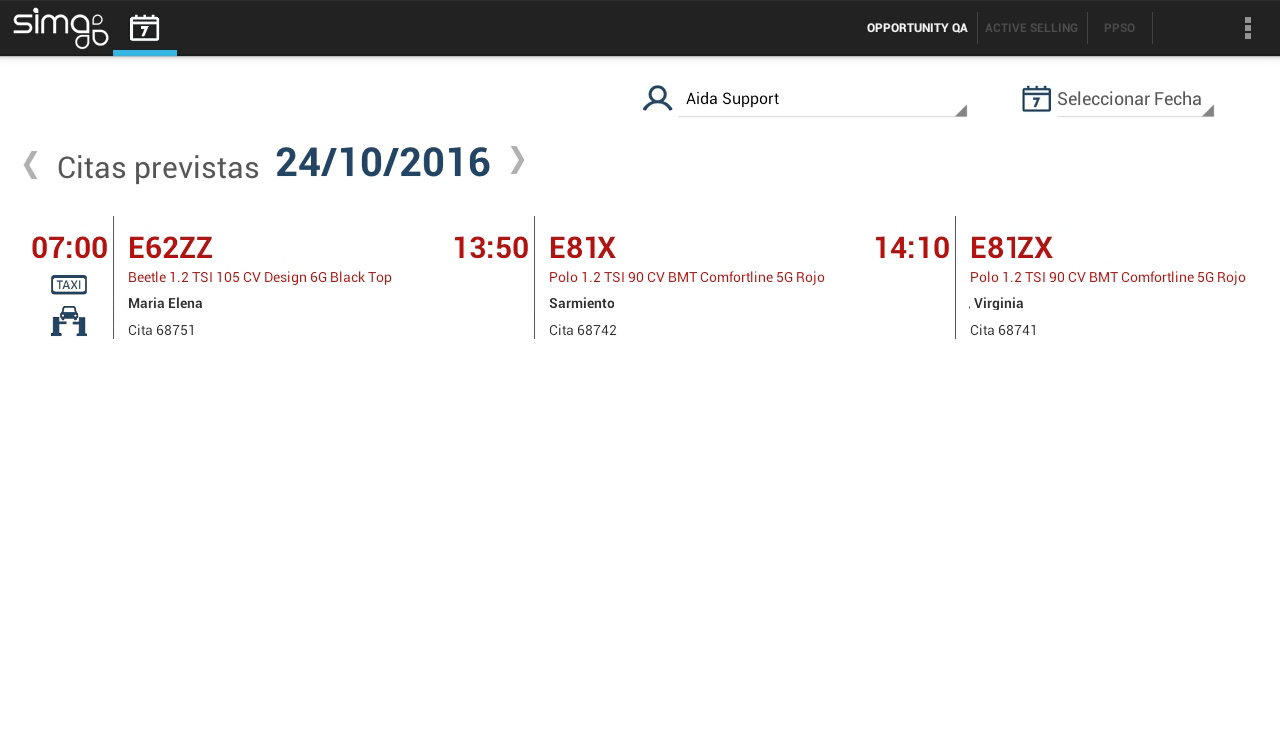 sima
7
OPPORTUNITY QA
ACTIVE SELLING
PPSO
Aida Support
7
Seleccionar Fecha
Citas previstas 24/10/2016
07:00
TAXI
E62ZZ
Beetle 1.2 TSI 105 CV Design 6G Black Top
Maria Elena
Cita 68751
13:50
E81X
Polo 1.2 TSI 90 CV BMT Comfortline 5G Rojo
Sarmiento
Cita 68742
14:10
E81ZX
Polo 1.2 TSI 90 CV BMT Comfortline 5G Rojo
, Virginia
Cita 68741